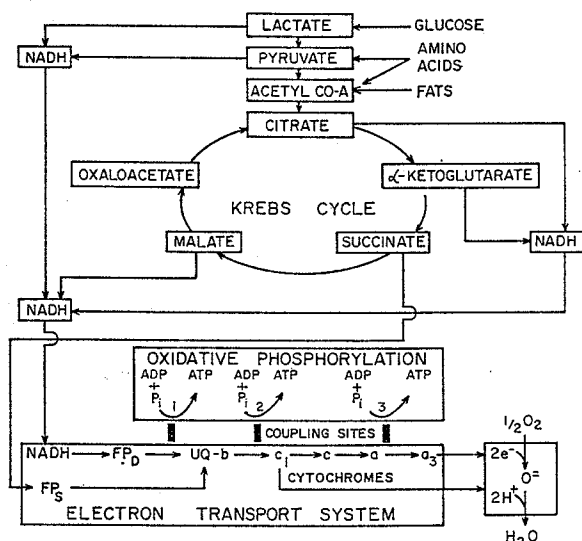 LACTATE
GLUCOSE
NADH
PYRUVATE
AMINO
ACIDS
ACETYL CO-A
FATS
CITRATE
OXALOACETATE
α-KETOGLUTARATE
KREBS CYCLE
MALATE
SUCCINATE
NADH
NADH
OXIDATIVE PHOSPHORYLATION
ADP ATP ADP ATP ADP ATP
+ + +
Pi 1 Pi 2 Pi 3
COUPLING SITES
1/2O2
NADH FPD UQ-b c1 c a a3
2e- O=
CYTOCHROMES
FPS
2H+
ELECTRON TRANSPORT SYSTEM
H2O